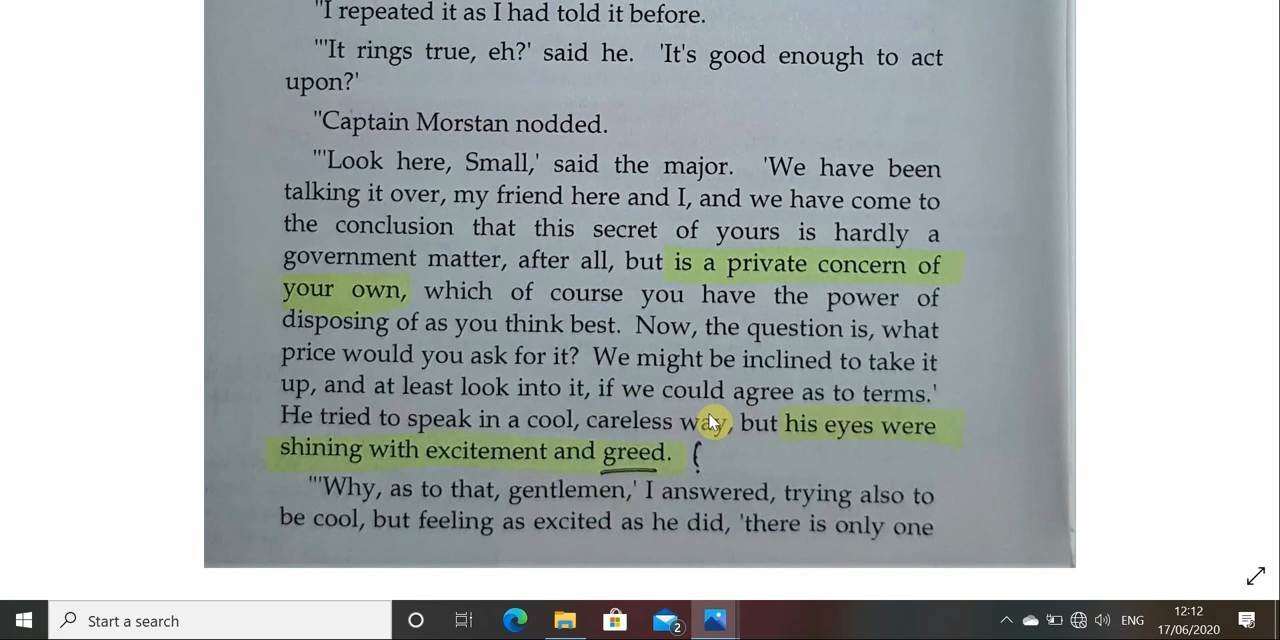 "I repeated it as I had told it before.
"'It rings true, eh?' said he. 'It's good enough to act
upon?'
"Captain Morstan nodded.
"'Look here, Small,' said the major. 'We have been
talking it over, my friend here and I, and we have come to
the conclusion that this secret of yours is hardly a
government matter, after all, but is a private concern of
your own, which of course you have the power of
disposing of as you think best. Now, the question is, what
price would you ask for it? We might be inclined to take it
up, and at least look into it, if we could agree as to terms.'
He tried to speak in a cool, careless way, but his eyes were
shining with excitement and greed.
"'Why, as to that, gentlemen,' I answered, trying also to
be cool, but feeling as excited as he did, 'there is only one
Start a search
2
ENG
12:12
17/06/2020